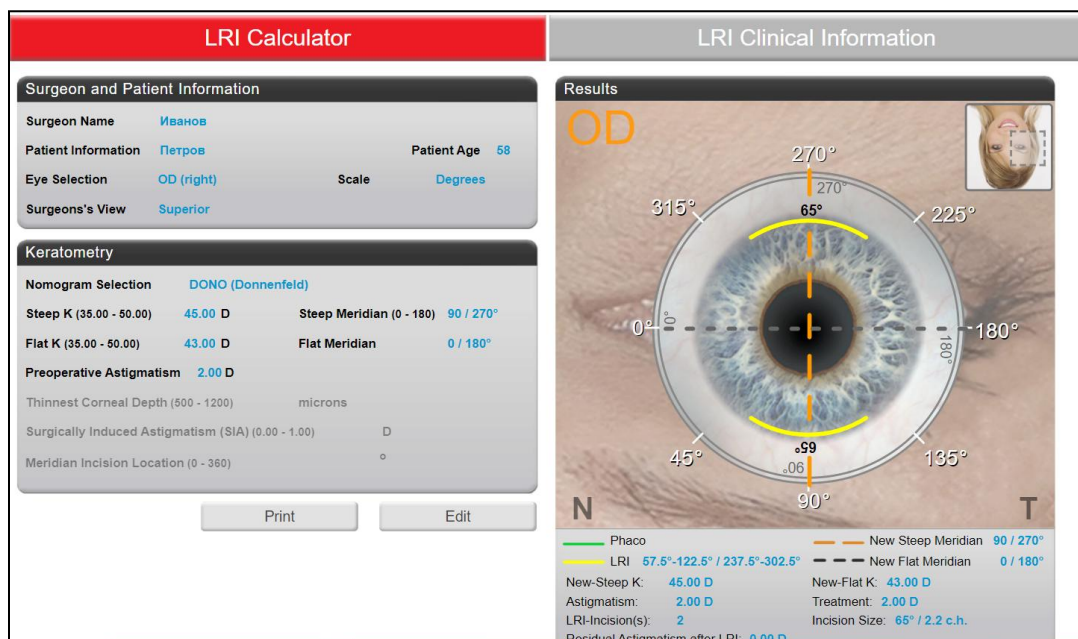 LRI Calculator
LRI Clinical Information
Surgeon and Patient Information
Surgeon Name Иванов
Patient Information Петров Patient Age 58
Eye Selection OD (right) Scale Degrees
Surgeons's View Superior
Keratometry
Nomogram Selection DONO (Donnenfeld)
Steep K (35.00 - 50.00) 45.00 D Steep Meridian (0 - 180) 90 / 270°
Flat K (35.00 - 50.00) 43.00 D Flat Meridian 0 / 180°
Preoperative Astigmatism 2.00 D
Thinnest Corneal Depth (500 - 1200) microns
Surgically Induced Astigmatism (SIA) (0.00 - 1.00) D
Meridian Incision Location (0 - 360) °
Print Edit
Results
OD
270°
270°
315° 65° 225°
0° 0° 180° 180°
45° 65° 135°
90°
N 90° T
Phaco New Steep Meridian 90 / 270°
LRI 57.5°-122.5° / 237.5°-302.5° New Flat Meridian 0 / 180°
New-Steep K: 45.00 D New-Flat K: 43.00 D
Astigmatism: 2.00 D Treatment: 2.00 D
LRI-Incision(s): 2 Incision Size: 65° / 2.2 c.h.
Residual Astigmatism after LRI: 0.00 D